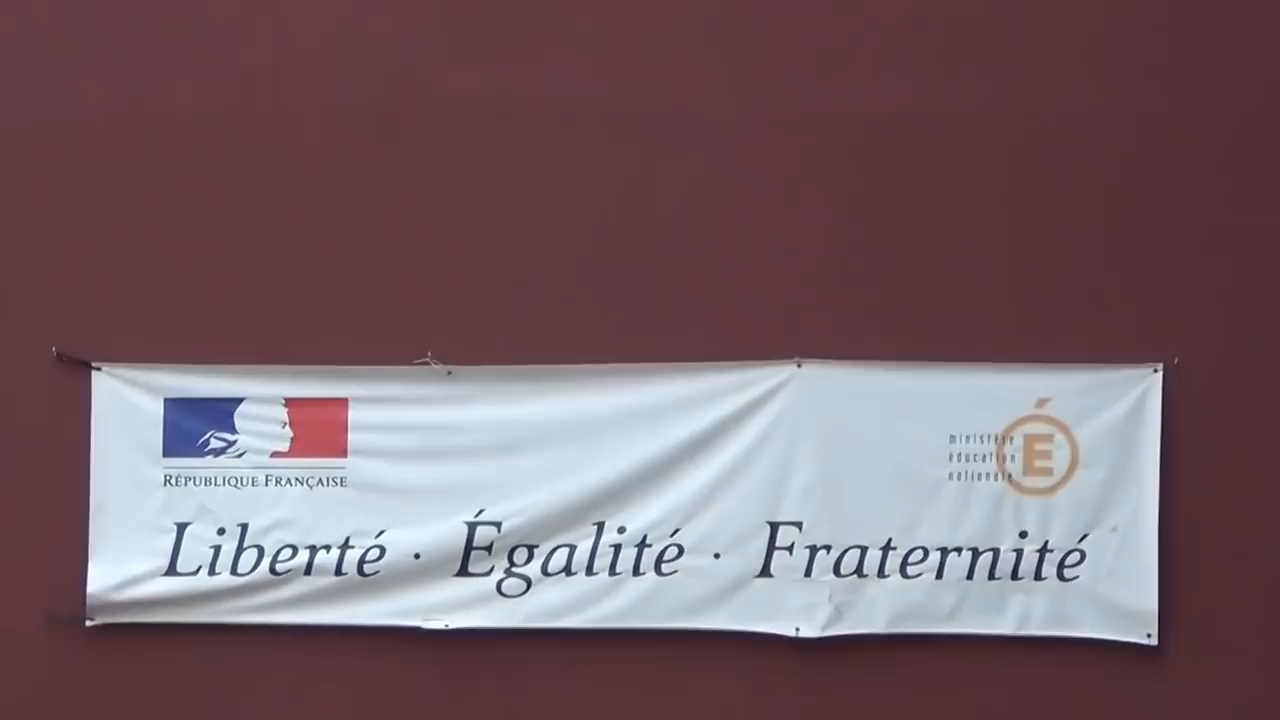 ministère
éducation
nationale
É
RÉPUBLIQUE FRANÇAISE
Liberté · Égalité · Fraternité